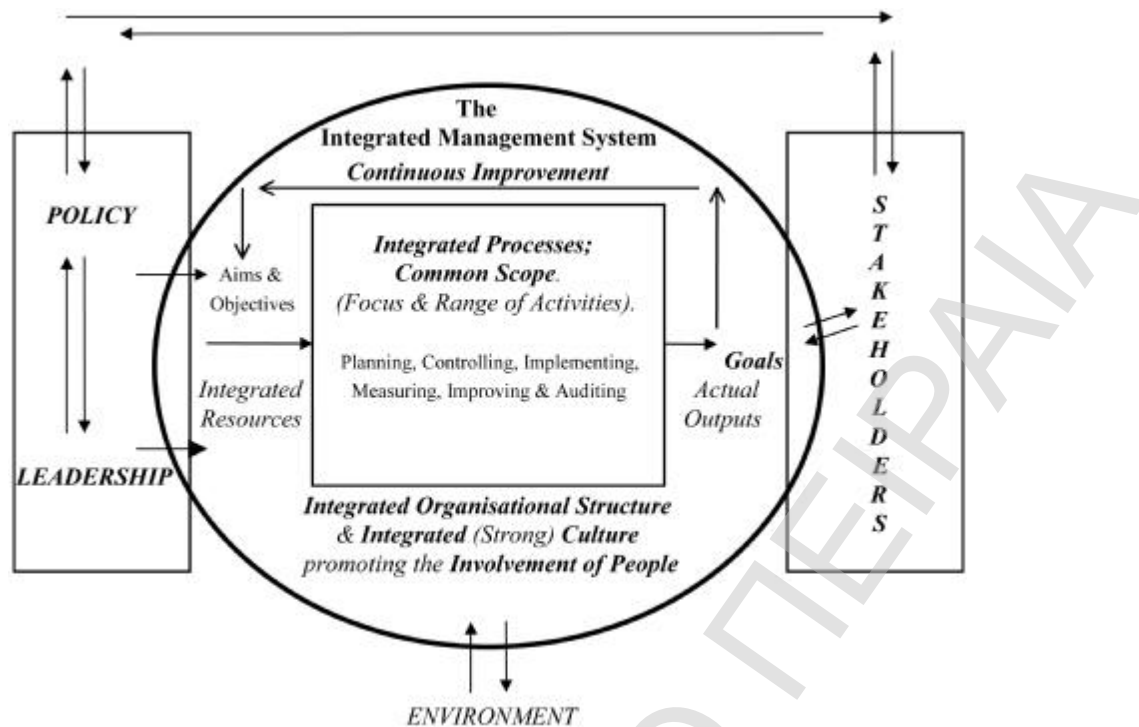 The
Integrated Management System
Continuous Improvement
POLICY
Aims &
Objectives
Integrated Processes;
Common Scope.
(Focus & Range of Activities).
Planning, Controlling, Implementing,
Measuring, Improving & Auditing
Integrated
Resources
Goals
Actual
Outputs
LEADERSHIP
S
T
A
K
E
H
O
L
D
E
R
S
Integrated Organisational Structure
& Integrated (Strong) Culture
promoting the Involvement of People
ENVIRONMENT
ΠΕΙΡΑΙΑ